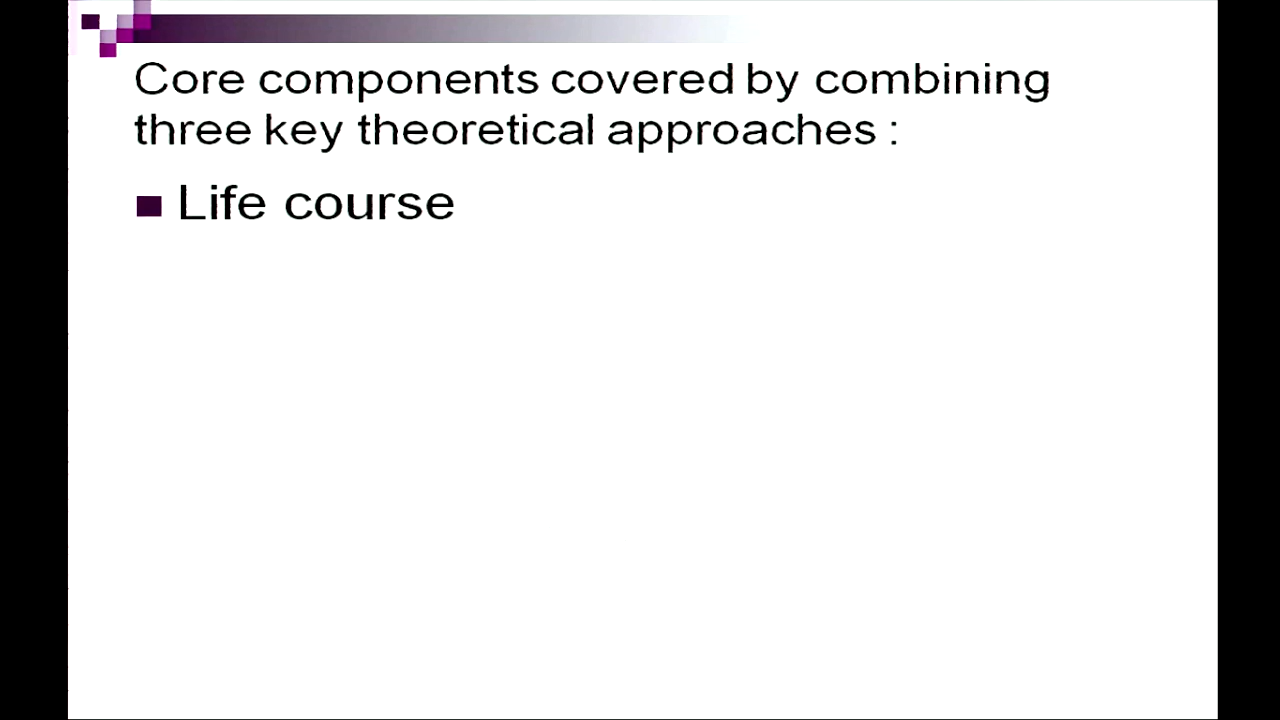 Core components covered by combining
three key theoretical approaches :
Life course